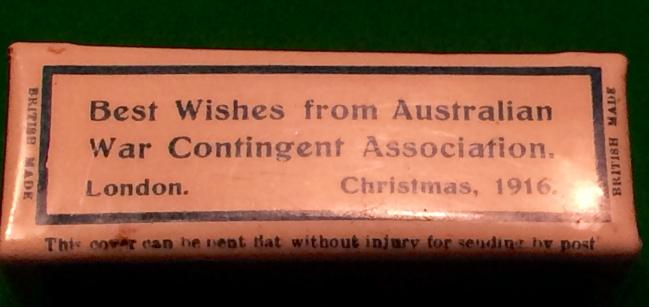 BRITISH MADE
Best Wishes from Australian
War Contingent Association.
London. Christmas, 1916.
BRITISH MADE
This cover can be bent flat without injury for sending by post